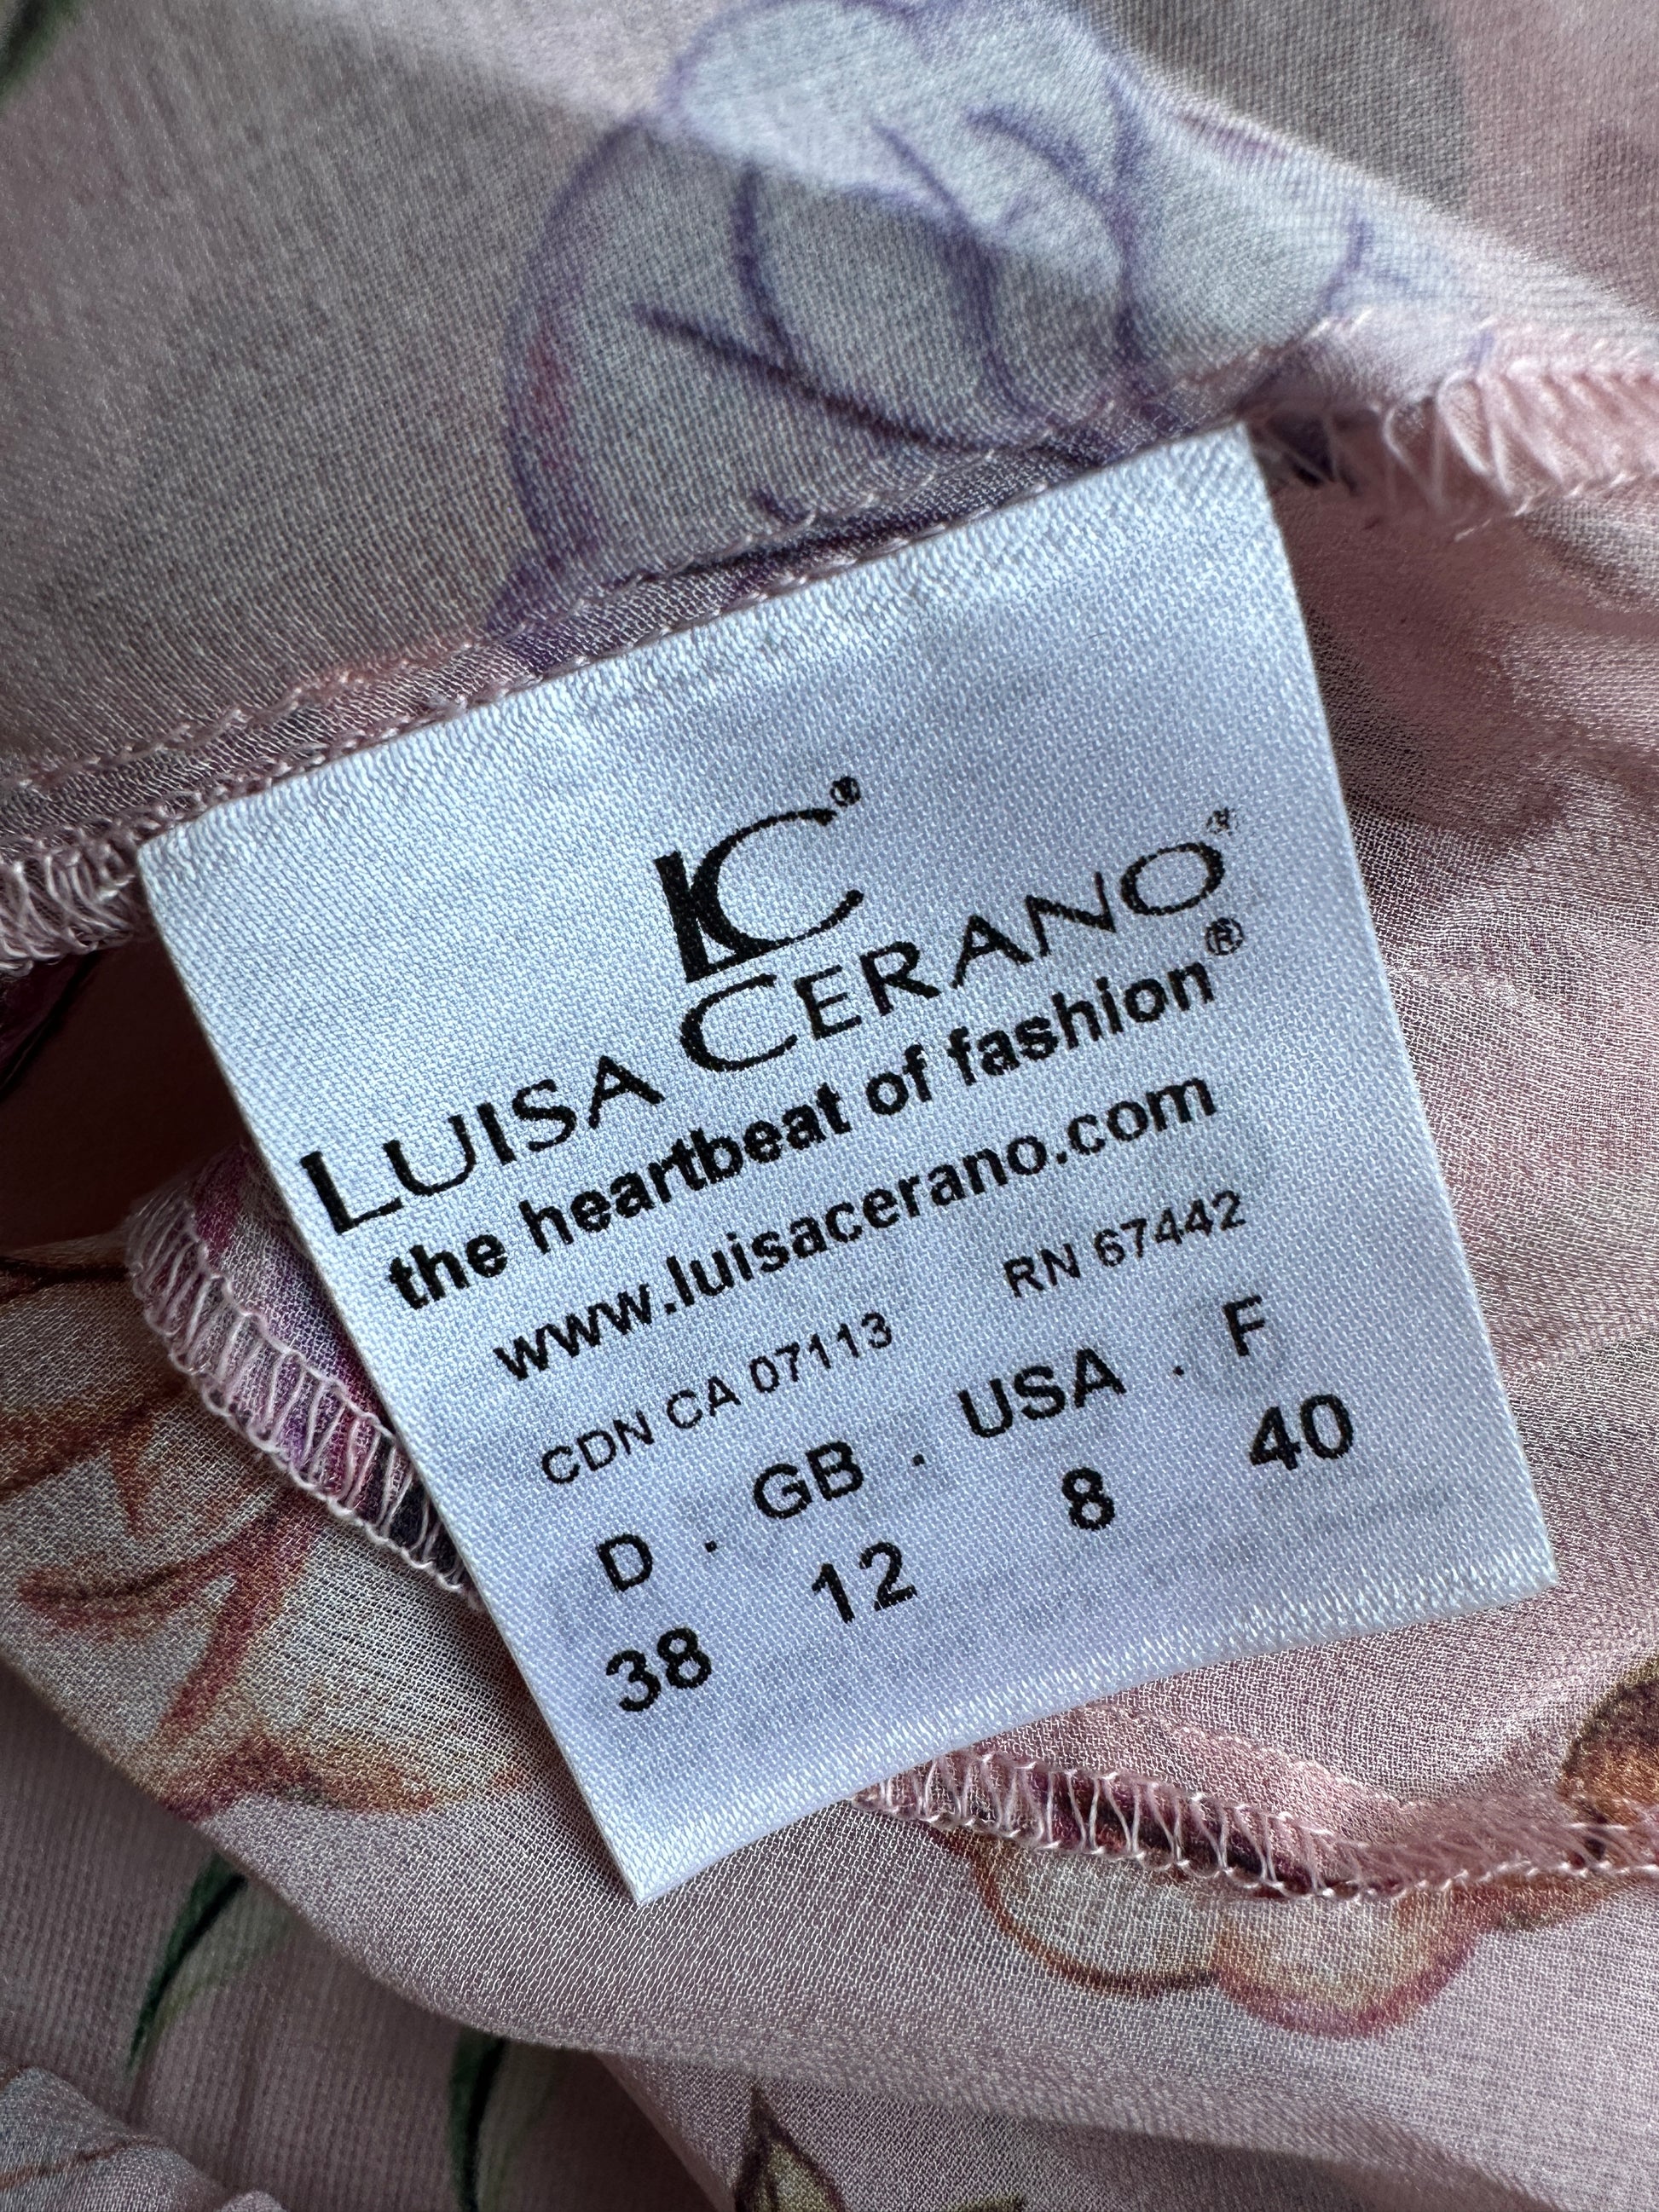 LC®
LUISA CERANO®
the heartbeat of fashion®
www.luisacerano.com
CDN CA 07113 RN 67442
D . GB . USA . F
38 12 8 40